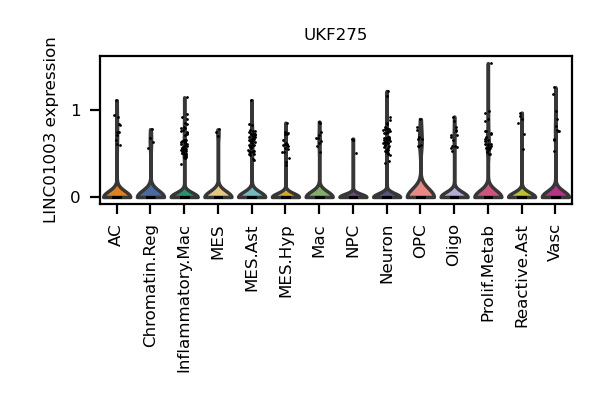 UKF275
LINC01003 expression
1
0
AC
Chromatin.Reg
Inflammatory.Mac
MES
MES.Ast
MES.Hyp
Mac
NPC
Neuron
OPC
Oligo
Prolif.Metab
Reactive.Ast
Vasc